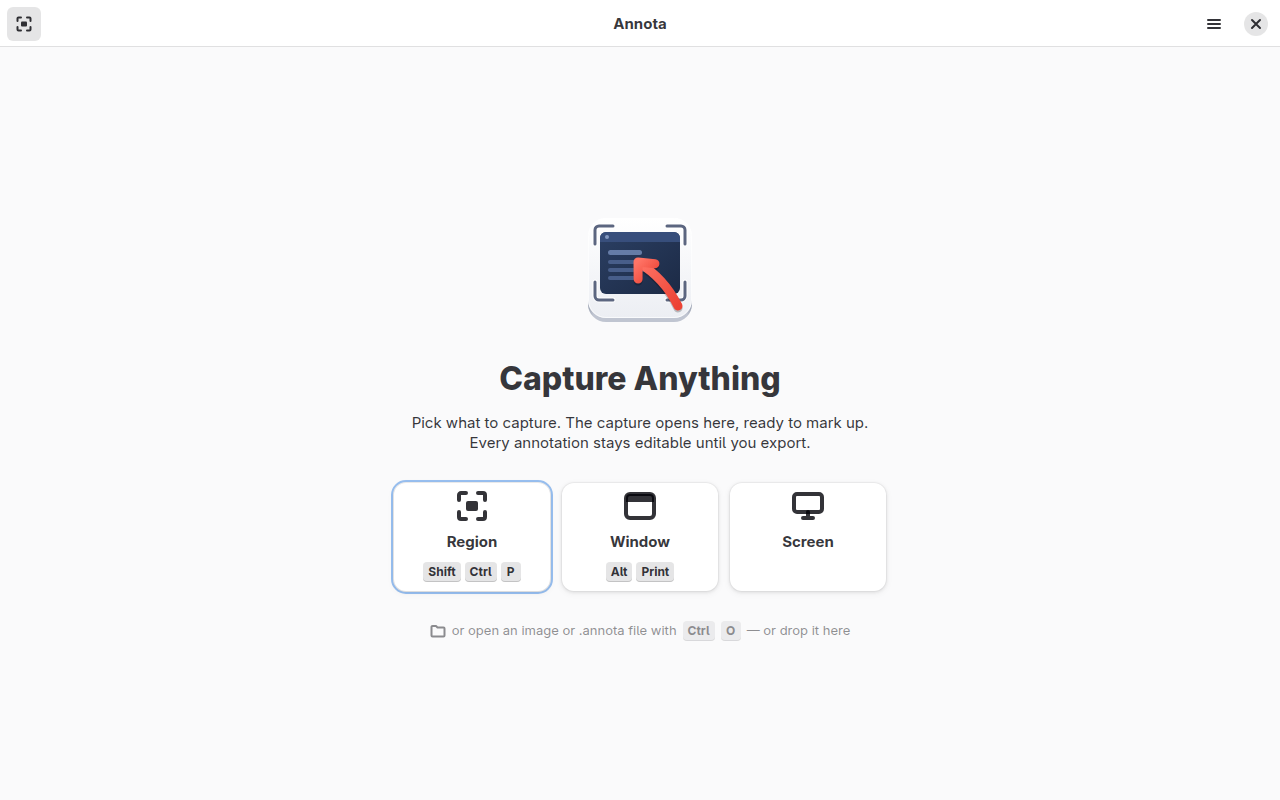 Annota
Capture Anything
Pick what to capture. The capture opens here, ready to mark up.
Every annotation stays editable until you export.
Region
Shift Ctrl P
Window
Alt Print
Screen
or open an image or .annota file with Ctrl O — or drop it here